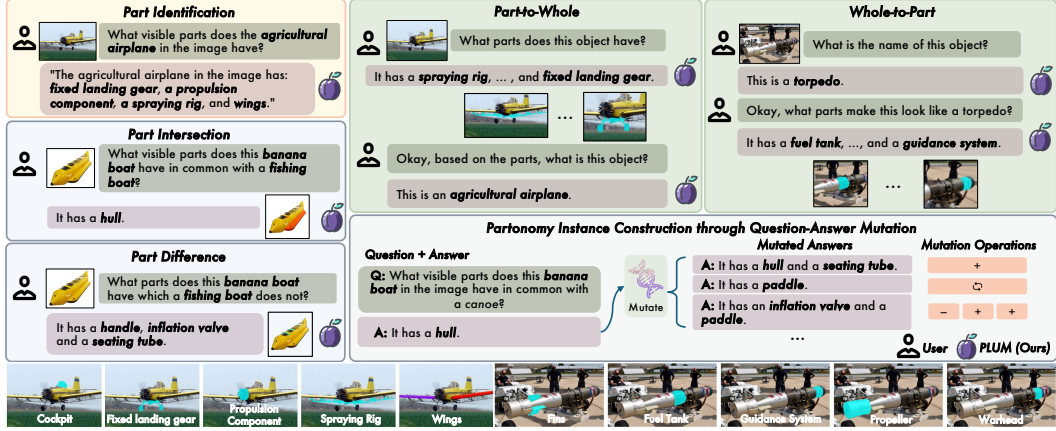 Part Identification
What visible parts does the agricultural
airplane in the image have?
"The agricultural airplane in the image has:
fixed landing gear, a propulsion
component, a spraying rig, and wings."
Part Intersection
What visible parts does this banana
boat have in common with a fishing
boat?
It has a hull.
Part Difference
What parts does this banana boat
have which a fishing boat does not?
It has a handle, inflation valve
and a seating tube.
Part-to-Whole
What parts does this object have?
It has a spraying rig, ... , and fixed landing gear.
...
Okay, based on the parts, what is this object?
This is an agricultural airplane.
Whole-to-Part
What is the name of this object?
This is a torpedo.
Okay, what parts make this look like a torpedo?
It has a fuel tank, ..., and a guidance system.
...
Partonomy Instance Construction through Question-Answer Mutation
Question + Answer
Q: What visible parts does this banana
boat in the image have in common with
a canoe?
A: It has a hull.
Mutate
Mutated Answers
A: It has a hull and a seating tube.
A: It has a paddle.
A: It has an inflation valve and a
paddle.
...
Mutation Operations
+
− + +
User
PLUM (Ours)
Cockpit
Fixed landing gear
Propulsion
Component
Spraying Rig
Wings
Fins
Fuel Tank
Guidance System
Propeller
Warhead